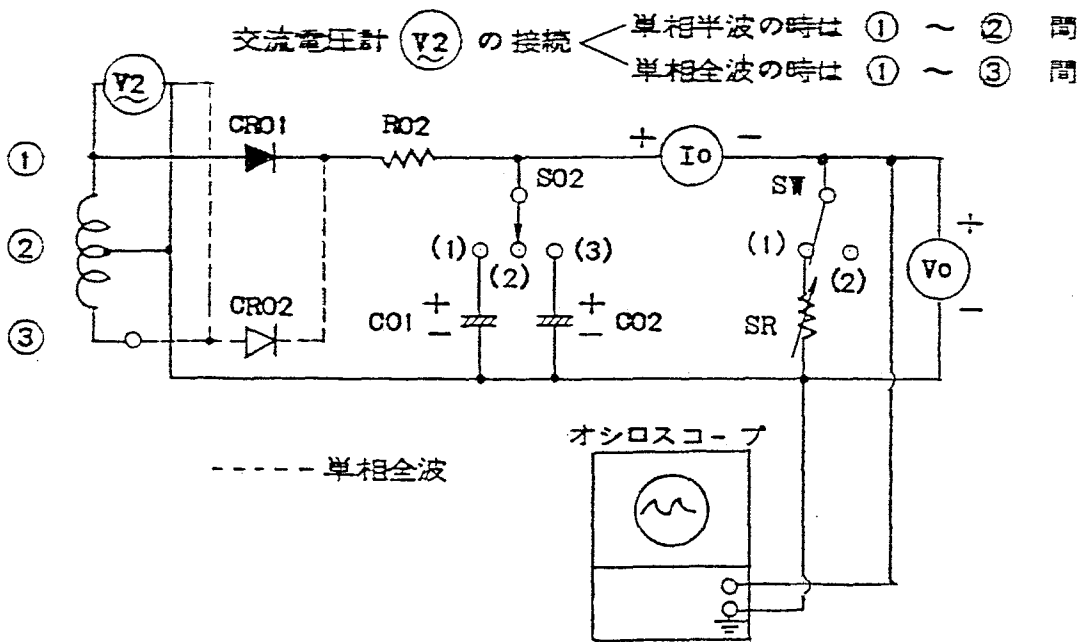 交流電圧計 V2 の 接続
単相半波の時は ① ~ ② 間
単相全波の時は ① ~ ③ 間
V2
CR01
R02
+ Io -
①
S02
SW
②
(1)
(2)
(3)
(1)
(2)
+
Vo
-
③
CR02
C01
+
-
+
-
C02
SR
オシロスコープ
----- 単相全波